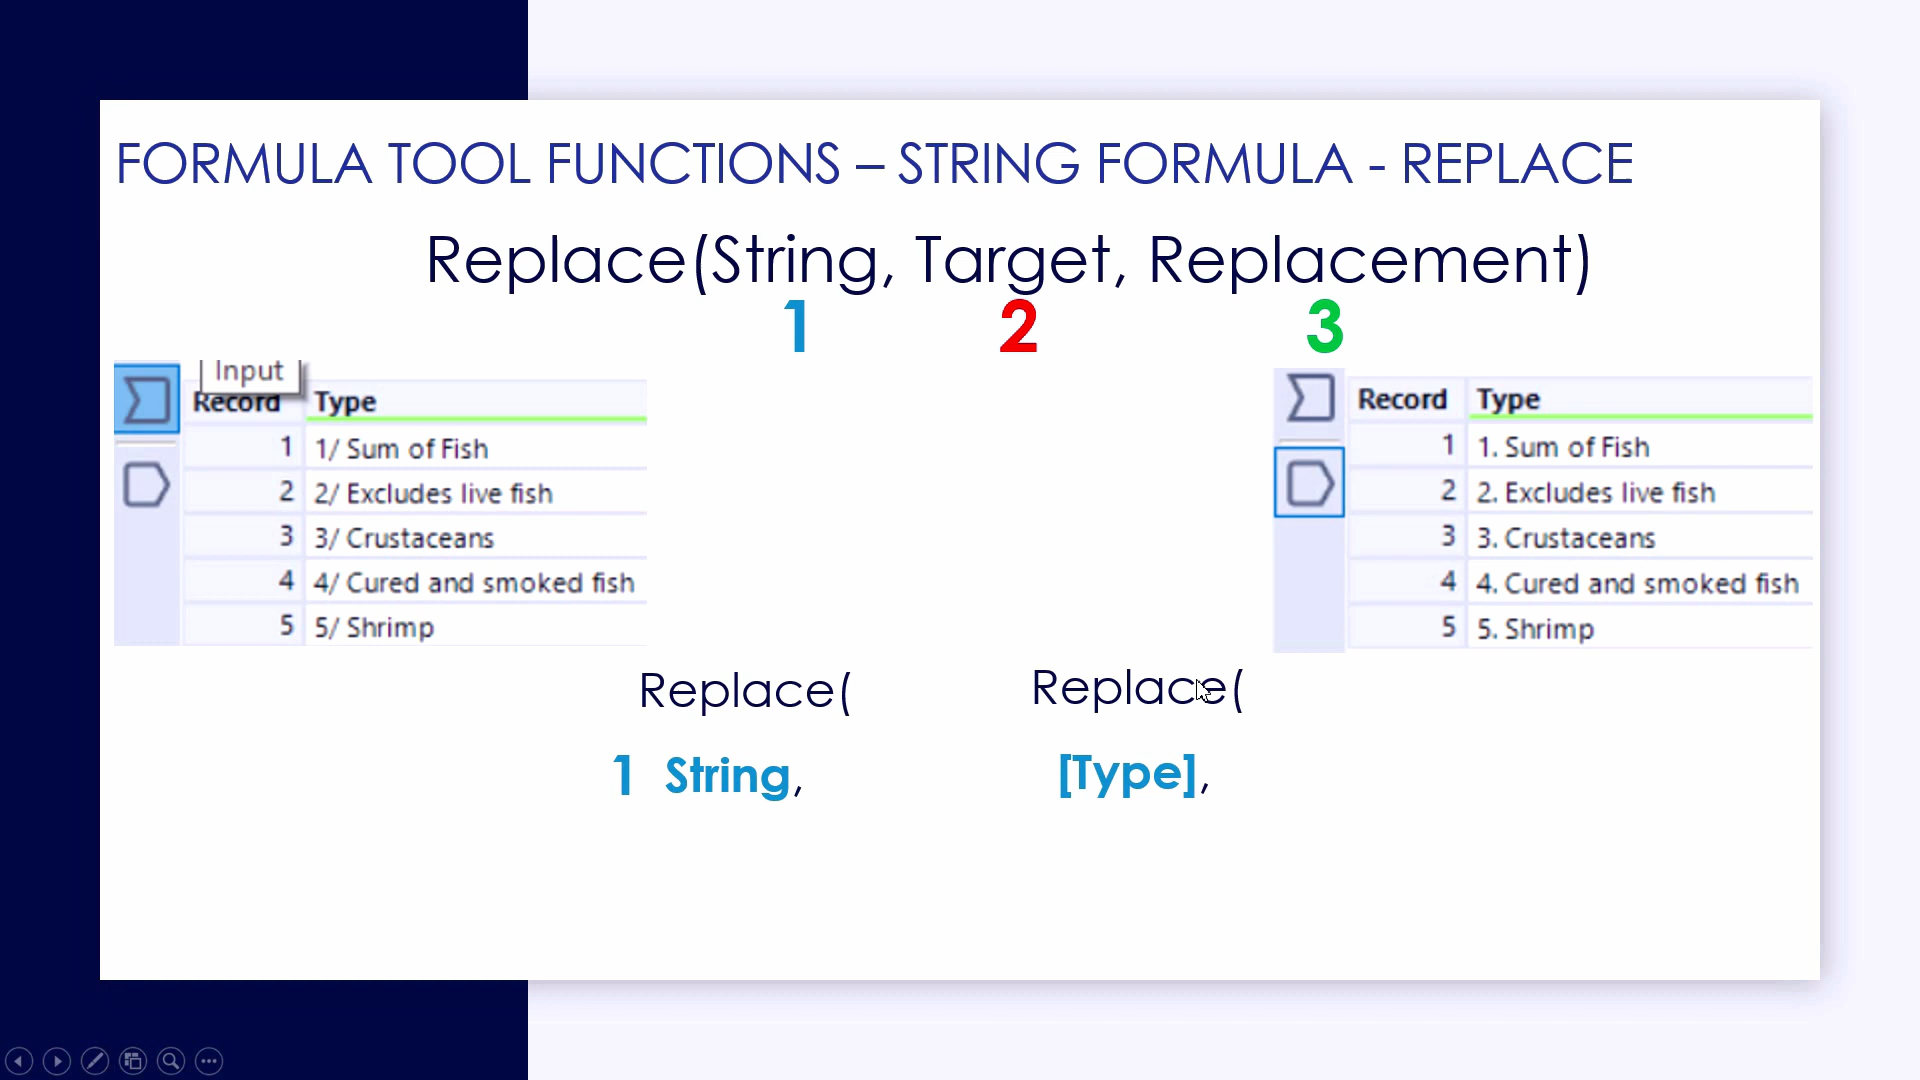 FORMULA TOOL FUNCTIONS – STRING FORMULA - REPLACE
Replace(String, Target, Replacement)
1 2 3
Input
Record Type
1 1/ Sum of Fish
2 2/ Excludes live fish
3 3/ Crustaceans
4 4/ Cured and smoked fish
5 5/ Shrimp
Record Type
1 1. Sum of Fish
2 2. Excludes live fish
3 3. Crustaceans
4 4. Cured and smoked fish
5 5. Shrimp
Replace( Replace(
1 String, [Type],